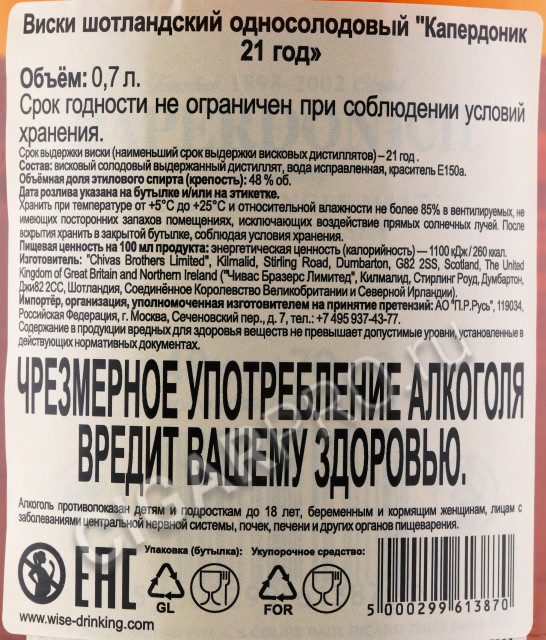 Виски шотландский односолодовый "Капердоник
21 год»
Объём: 0,7 л.
Срок годности не ограничен при соблюдении условий
хранения.
Срок выдержки виски (наименьший срок выдержки висковых дистиллятов) – 21 год .
Состав: висковый солодовый выдержанный дистиллят, вода исправленная, краситель Е150а.
Объёмная доля этилового спирта (крепость): 48 % об.
Дата розлива указана на бутылке и/или на этикетке.
Хранить при температуре от +5°С до +25°С и относительной влажности не более 85% в вентилируемых, не
имеющих посторонних запахов помещениях, исключающих воздействие прямых солнечных лучей. После
вскрытия хранить в закрытой бутылке, соблюдая условия хранения.
Пищевая ценность на 100 мл продукта: энергетическая ценность (калорийность) – 1100 кДж / 260 ккал.
Изготовитель: "Chivas Brothers Limited", Kilmalid, Stirling Road, Dumbarton, G82 2SS, Scotland, The United
Kingdom of Great Britain and Northern Ireland ("Чивас Бразерс Лимитед", Килмалид, Стирлинг Роуд, Думбартон,
Джи82 2СС, Шотландия, Соединённое Королевство Великобритании и Северной Ирландии).
Импортёр, организация, уполномоченная изготовителем на принятие претензий: АО "П.Р.Русь", 119034,
Российская Федерация, г. Москва, Сеченовский пер., д. 7, тел.: +7 495 937-43-77.
Содержание в продукции вредных для здоровья веществ не превышает допустимые уровни, установленные в
действующих нормативных документах.
ЧРЕЗМЕРНОЕ УПОТРЕБЛЕНИЕ АЛКОГОЛЯ
ВРЕДИТ ВАШЕМУ ЗДОРОВЬЮ.
CIGARPRO.ru
Алкоголь противопоказан детям и подросткам до 18 лет, беременным и кормящим женщинам, лицам с
заболеваниями центральной нервной системы, почек, печени и других органов пищеварения.
Упаковка (бутылка): Укупорочное средство:
EAC
GL FOR
5 000299 613870
www.wise-drinking.com